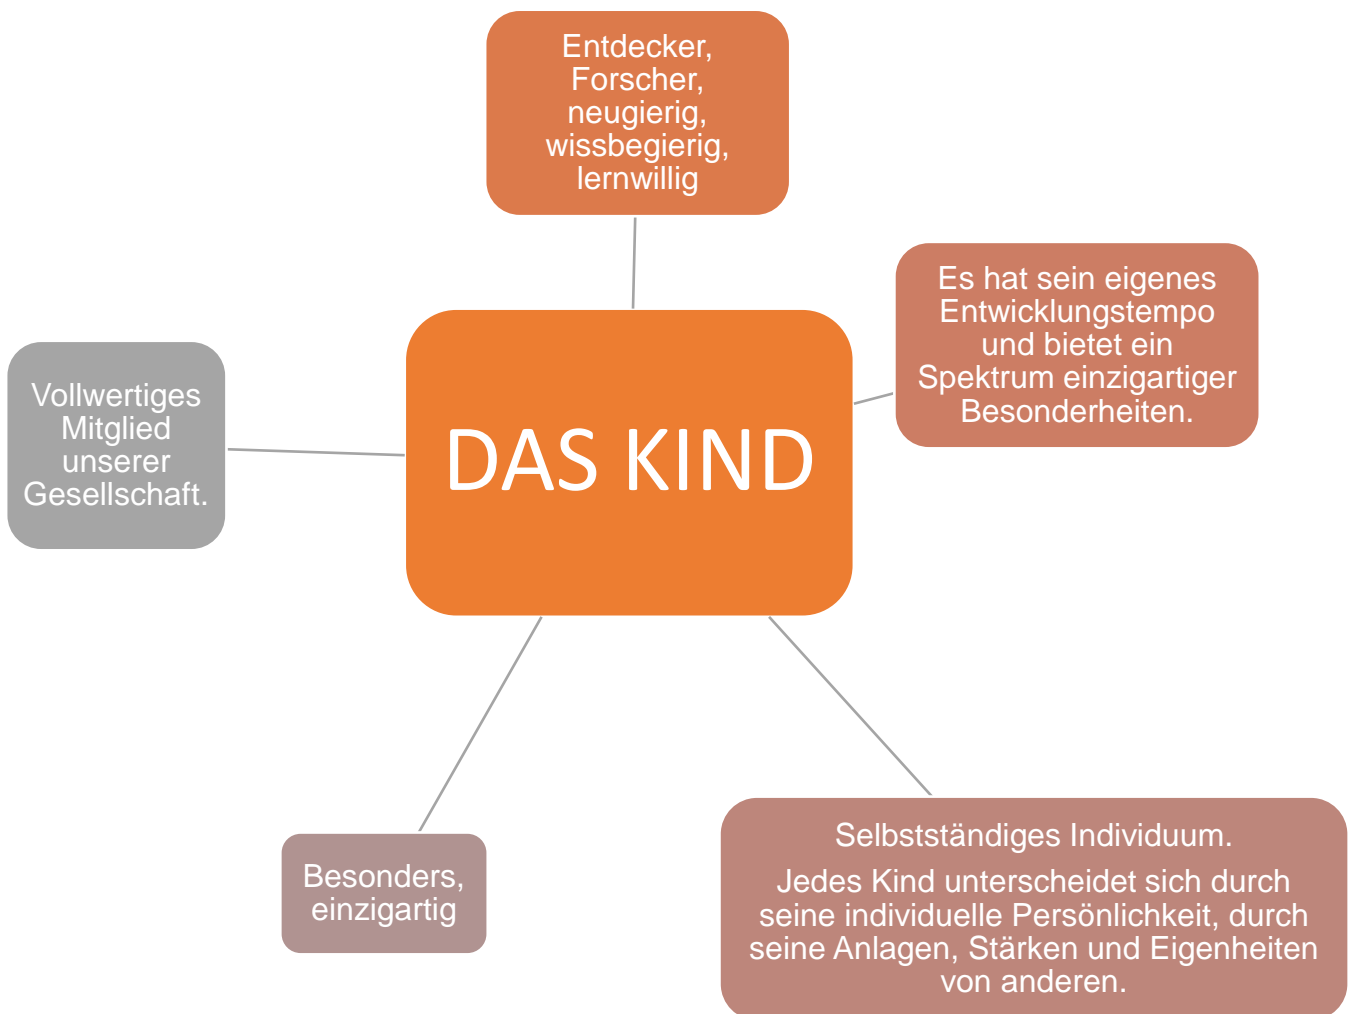 Entdecker,
Forscher,
neugierig,
wissbegierig,
lernwillig
Es hat sein eigenes
Entwicklungstempo
und bietet ein
Spektrum einzigartiger
Besonderheiten.
Vollwertiges
Mitglied
unserer
Gesellschaft.
DAS KIND
Besonders,
einzigartig
Selbstständiges Individuum.
Jedes Kind unterscheidet sich durch
seine individuelle Persönlichkeit, durch
seine Anlagen, Stärken und Eigenheiten
von anderen.